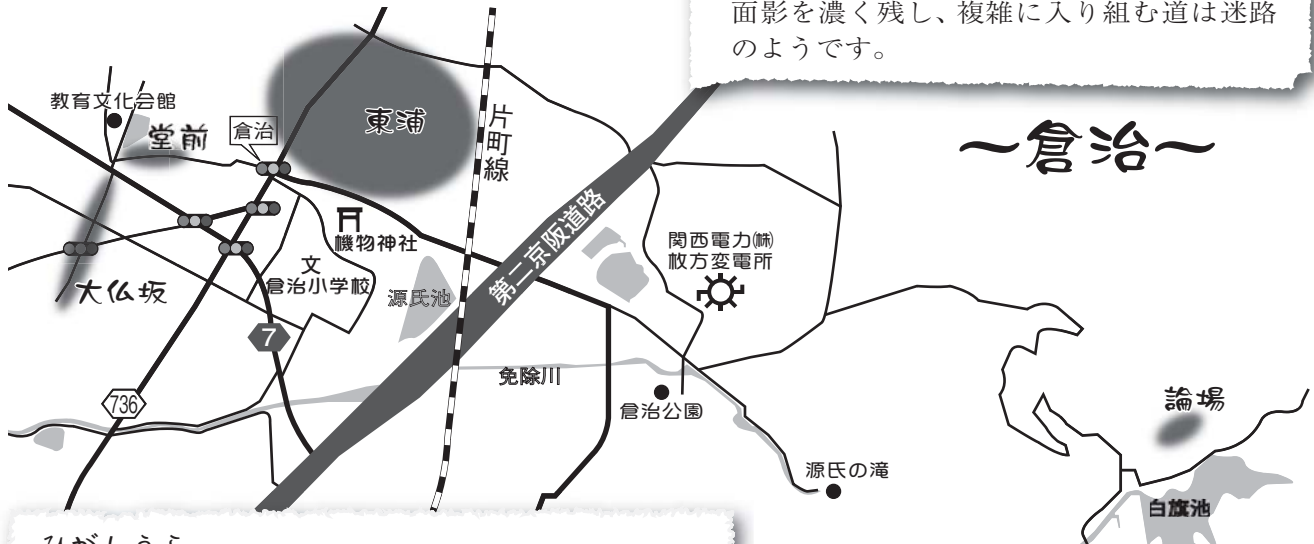 面影を濃く残し、複雑に入り組む道は迷路
のようです。
～倉治～
教育文化会館
堂前
倉治
東浦
片町線
機物神社
文
倉治小学校
大仏坂
源氏池
第二京阪道路
関西電力㈱
枚方変電所
7
736
免除川
倉治公園
源氏の滝
論場
白旗池
ひがしうら